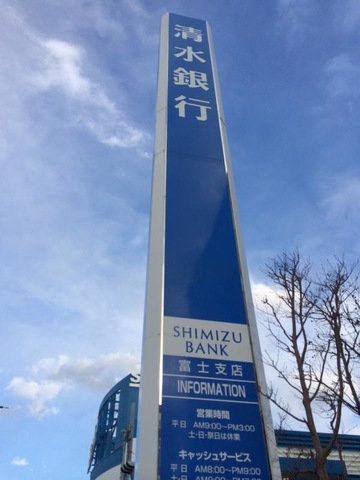 清水銀行
SHIMIZU
BANK
富士支店
INFORMATION
営業時間
平日 AM9:00〜PM3:00
土・日・祭日は休業
キャッシュサービス
平日 AM8:00〜PM9:00